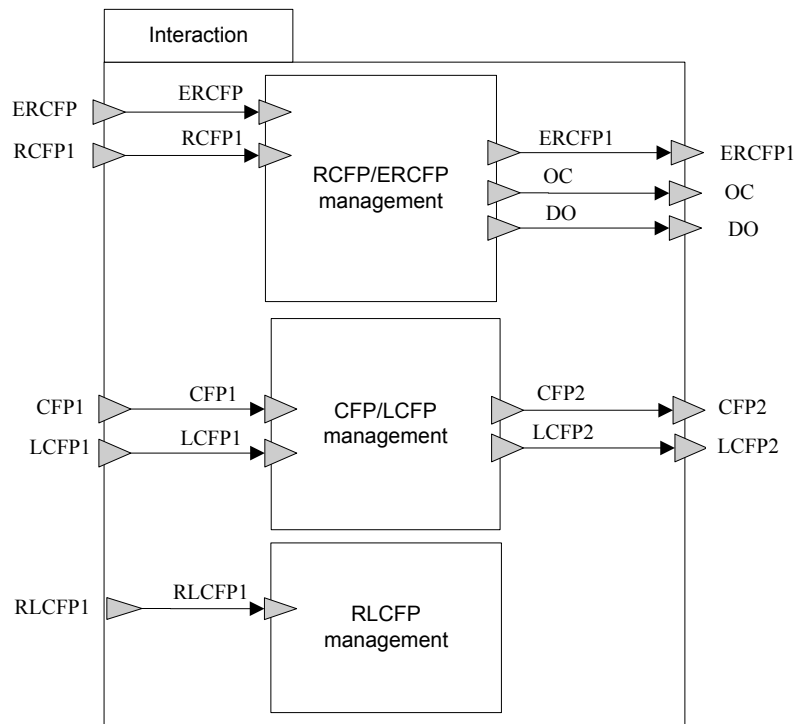 Interaction
ERCFP
ERCFP
RCFP1
RCFP1
RCFP/ERCFP
management
ERCFP1
ERCFP1
OC
OC
DO
DO
CFP1
CFP1
LCFP1
LCFP1
CFP/LCFP
management
CFP2
CFP2
LCFP2
LCFP2
RLCFP1
RLCFP1
RLCFP
management